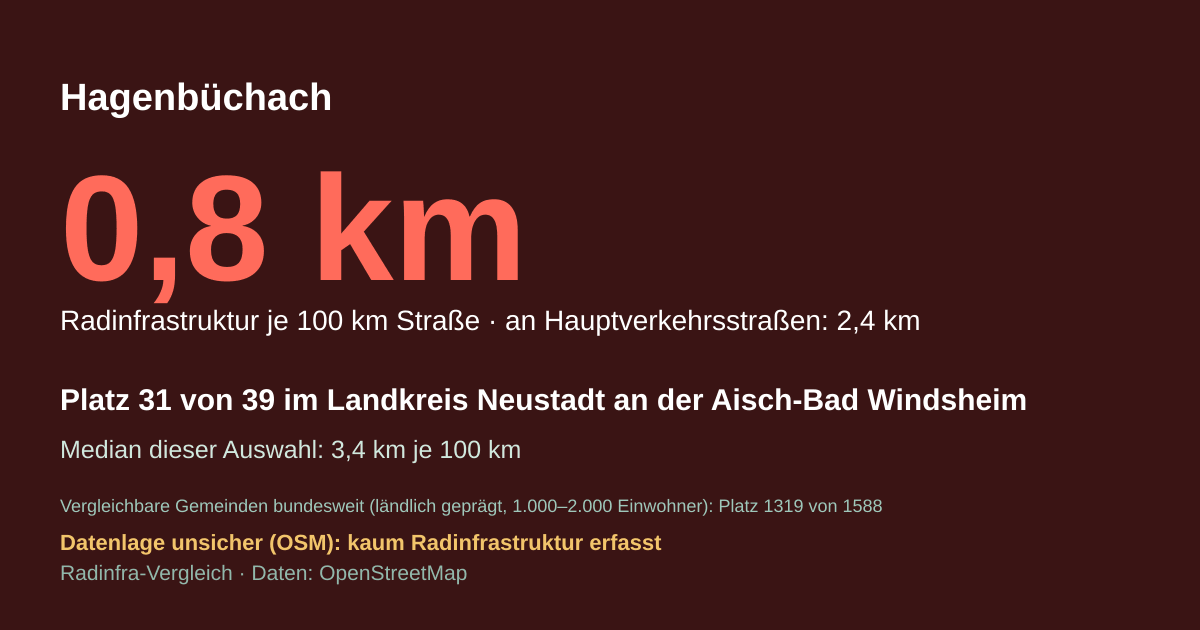 Hagenbüchach
0,8 km
Radinfrastruktur je 100 km Straße · an Hauptverkehrsstraßen: 2,4 km
Platz 31 von 39 im Landkreis Neustadt an der Aisch-Bad Windsheim
Median dieser Auswahl: 3,4 km je 100 km
Vergleichbare Gemeinden bundesweit (ländlich geprägt, 1.000–2.000 Einwohner): Platz 1319 von 1588
Datenlage unsicher (OSM): kaum Radinfrastruktur erfasst
Radinfra-Vergleich · Daten: OpenStreetMap